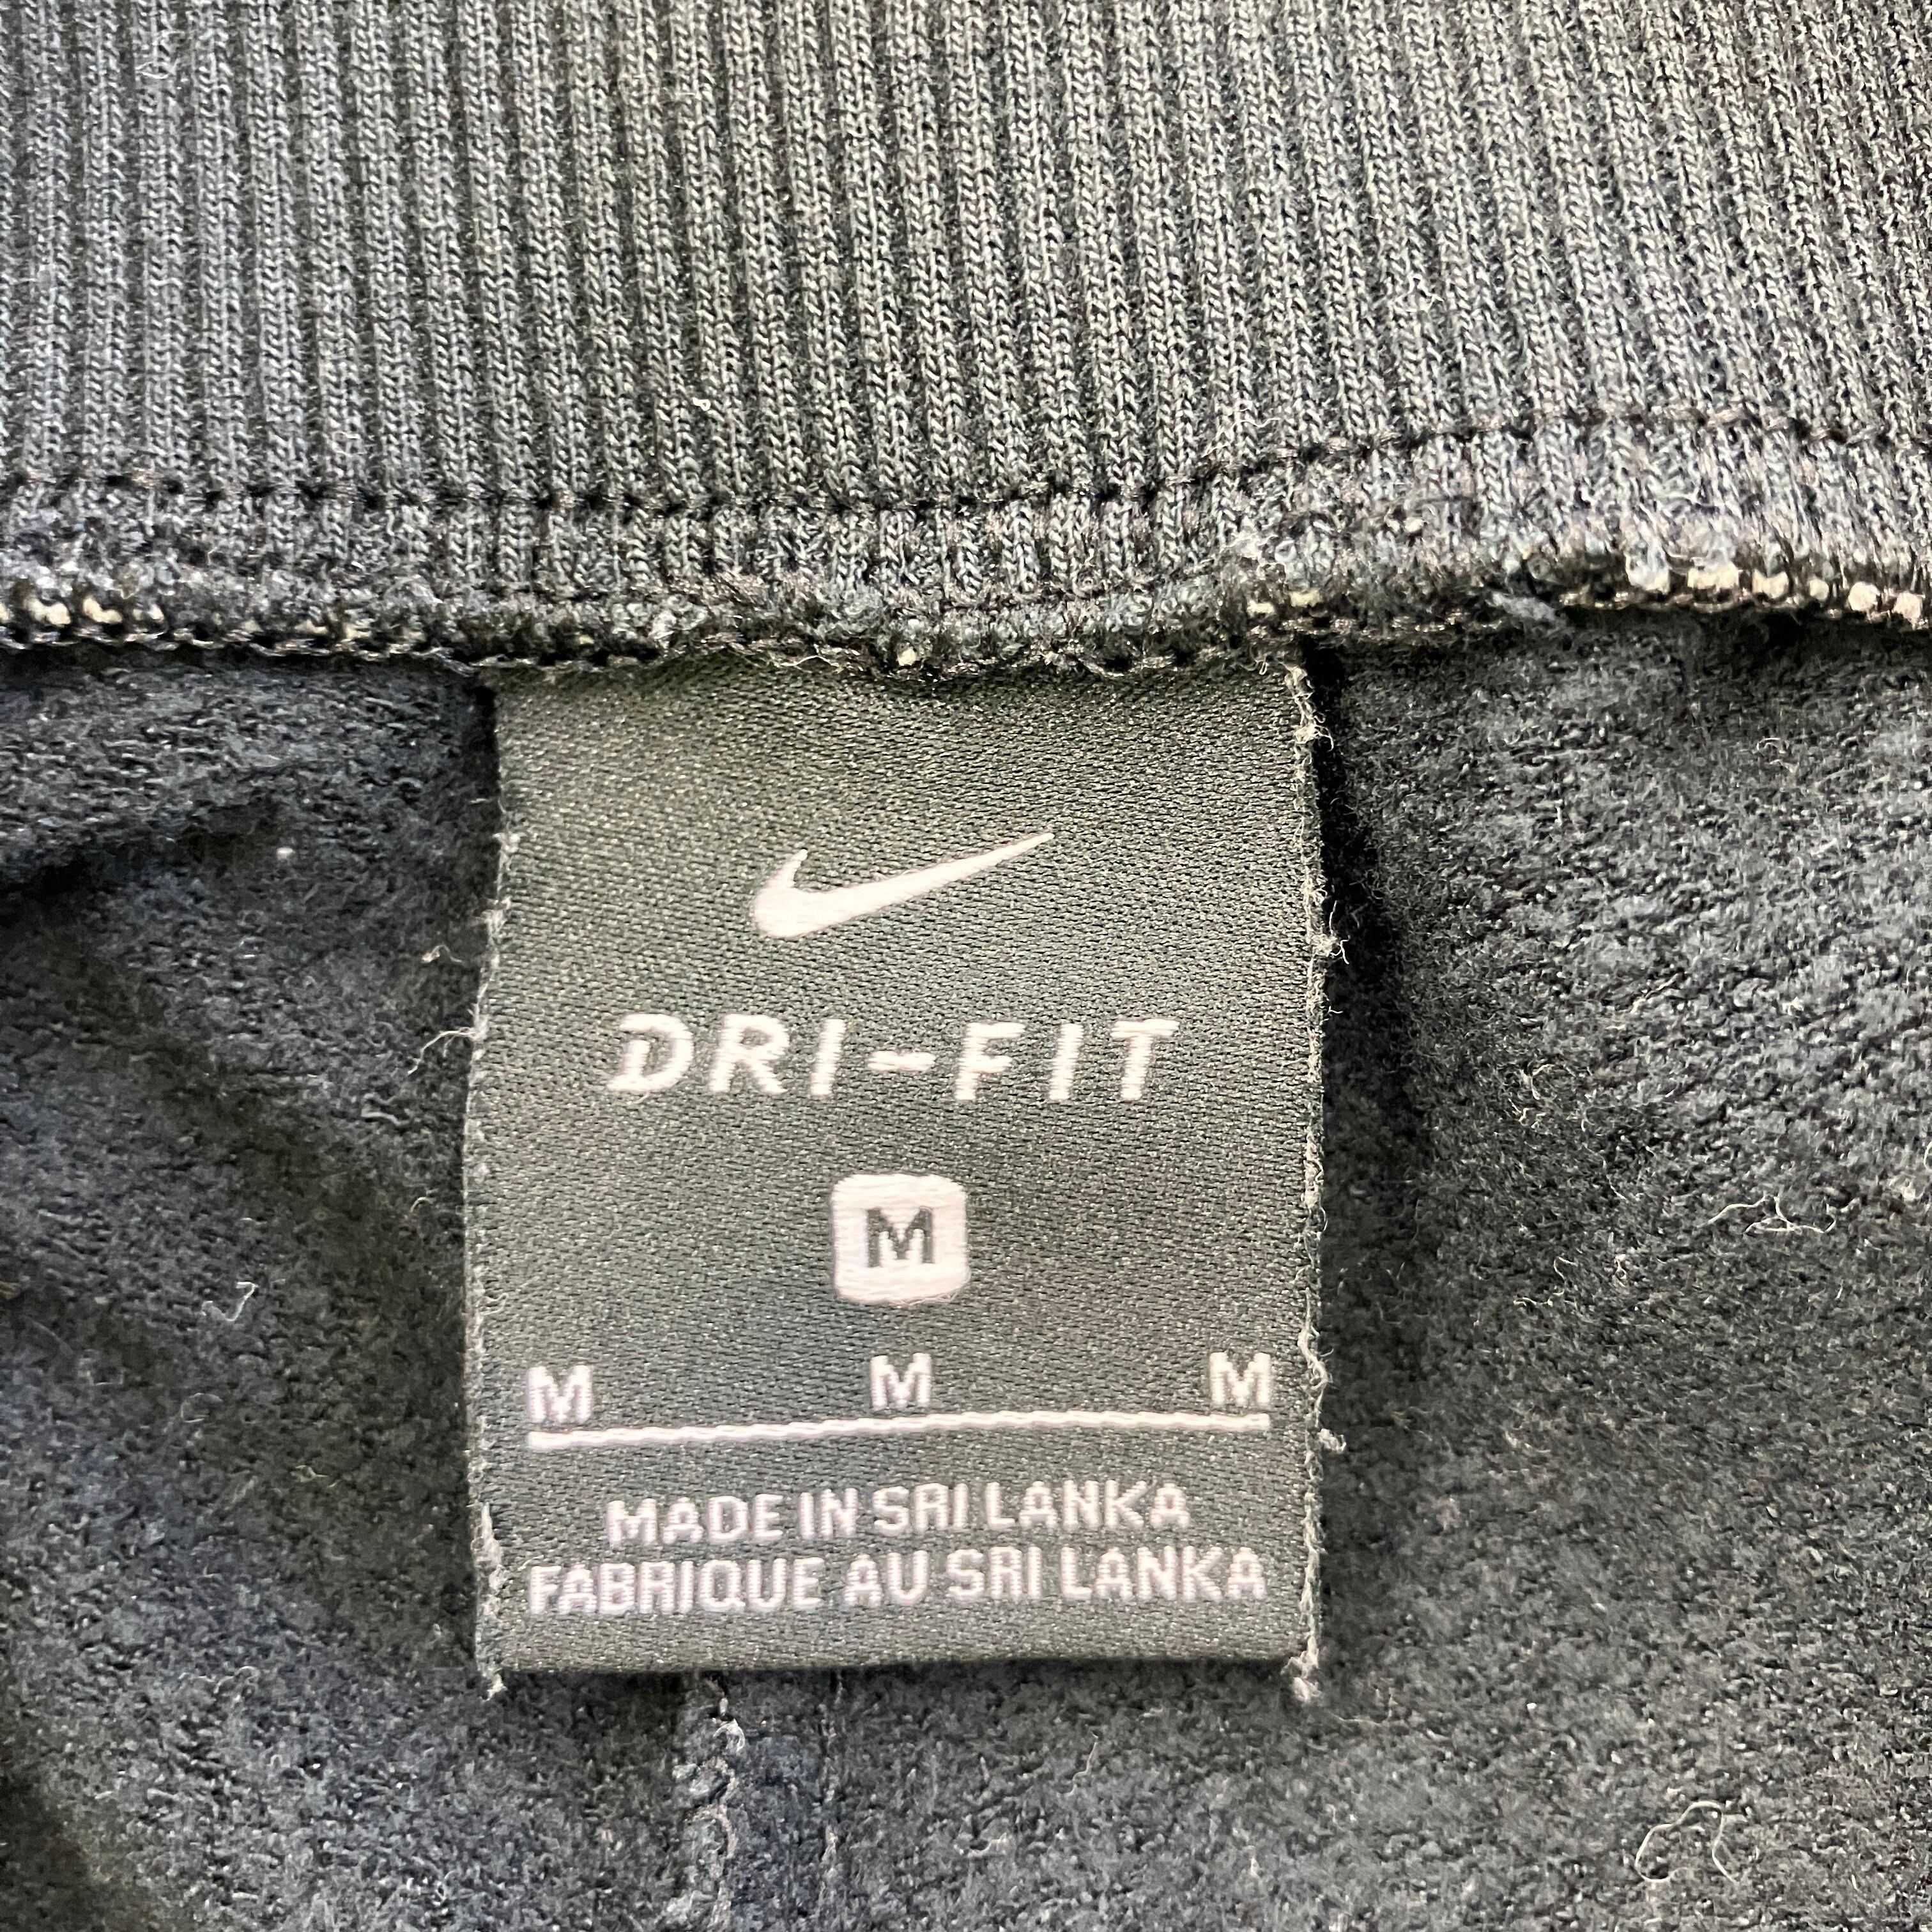 DRI-FIT
M
M M M
MADE IN SRI LANKA
FABRIQUE AU SRI LANKA